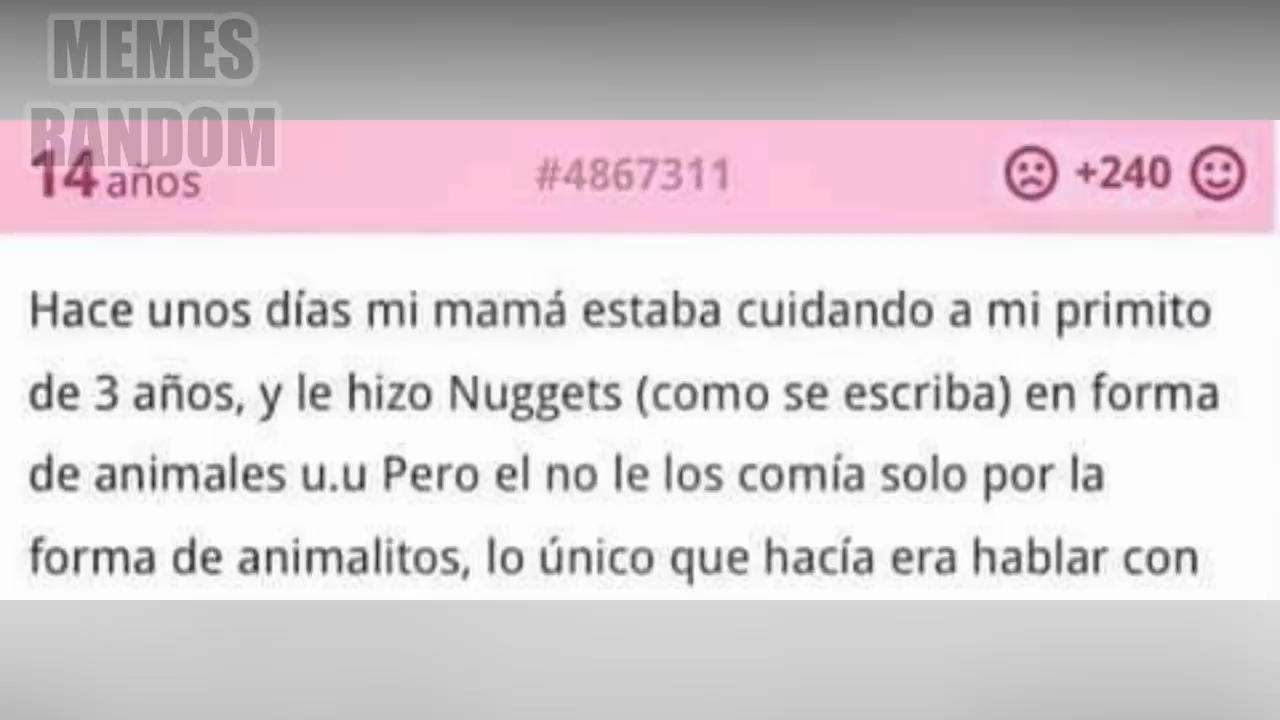 MEMES
RANDOM
14 años #4867311 +240
Hace unos días mi mamá estaba cuidando a mi primito
de 3 años, y le hizo Nuggets (como se escriba) en forma
de animales u.u Pero el no le los comía solo por la
forma de animalitos, lo único que hacía era hablar con